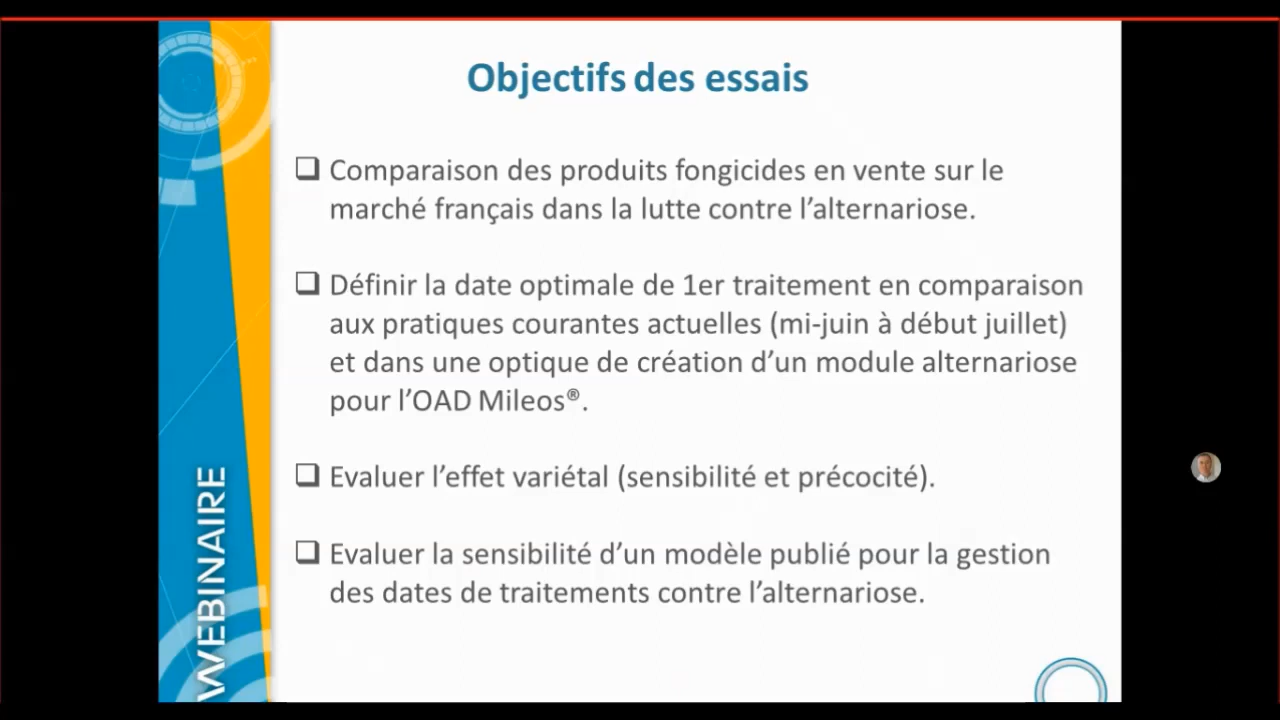 Objectifs des essais
❑ Comparaison des produits fongicides en vente sur le
marché français dans la lutte contre l’alternariose.
❑ Définir la date optimale de 1er traitement en comparaison
aux pratiques courantes actuelles (mi-juin à début juillet)
et dans une optique de création d’un module alternariose
pour l’OAD Mileos®.
❑ Evaluer l’effet variétal (sensibilité et précocité).
❑ Evaluer la sensibilité d’un modèle publié pour la gestion
des dates de traitements contre l’alternariose.
WEBINAIRE